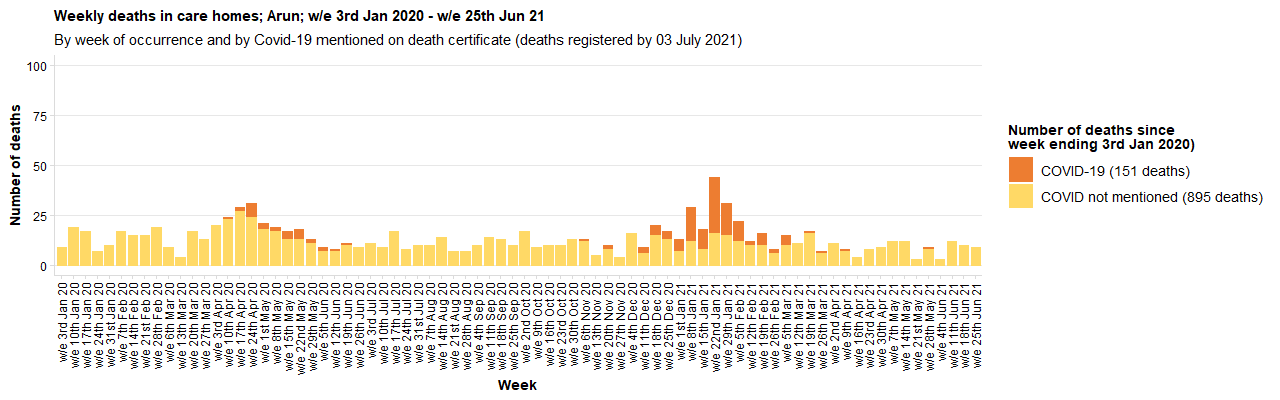 Weekly deaths in care homes; Arun; w/e 3rd Jan 2020 - w/e 25th Jun 21
By week of occurrence and by Covid-19 mentioned on death certificate (deaths registered by 03 July 2021)
Number of deaths
100
75
50
25
0
w/e 3rd Jan 20
w/e 10th Jan 20
w/e 17th Jan 20
w/e 24th Jan 20
w/e 31st Jan 20
w/e 7th Feb 20
w/e 14th Feb 20
w/e 21st Feb 20
w/e 28th Feb 20
w/e 6th Mar 20
w/e 13th Mar 20
w/e 20th Mar 20
w/e 27th Mar 20
w/e 3rd Apr 20
w/e 10th Apr 20
w/e 17th Apr 20
w/e 24th Apr 20
w/e 1st May 20
w/e 8th May 20
w/e 15th May 20
w/e 22nd May 20
w/e 29th May 20
w/e 5th Jun 20
w/e 12th Jun 20
w/e 19th Jun 20
w/e 26th Jun 20
w/e 3rd Jul 20
w/e 10th Jul 20
w/e 17th Jul 20
w/e 24th Jul 20
w/e 31st Jul 20
w/e 7th Aug 20
w/e 14th Aug 20
w/e 21st Aug 20
w/e 28th Aug 20
w/e 4th Sep 20
w/e 11th Sep 20
w/e 18th Sep 20
w/e 25th Sep 20
w/e 2nd Oct 20
w/e 9th Oct 20
w/e 16th Oct 20
w/e 23rd Oct 20
w/e 30th Oct 20
w/e 6th Nov 20
w/e 13th Nov 20
w/e 20th Nov 20
w/e 27th Nov 20
w/e 4th Dec 20
w/e 11th Dec 20
w/e 18th Dec 20
w/e 25th Dec 20
w/e 1st Jan 21
w/e 8th Jan 21
w/e 15th Jan 21
w/e 22nd Jan 21
w/e 29th Jan 21
w/e 5th Feb 21
w/e 12th Feb 21
w/e 19th Feb 21
w/e 26th Feb 21
w/e 5th Mar 21
w/e 12th Mar 21
w/e 19th Mar 21
w/e 26th Mar 21
w/e 2nd Apr 21
w/e 9th Apr 21
w/e 16th Apr 21
w/e 23rd Apr 21
w/e 30th Apr 21
w/e 7th May 21
w/e 14th May 21
w/e 21st May 21
w/e 28th May 21
w/e 4th Jun 21
w/e 11th Jun 21
w/e 18th Jun 21
w/e 25th Jun 21
Week
Number of deaths since
week ending 3rd Jan 2020)
COVID-19 (151 deaths)
COVID not mentioned (895 deaths)